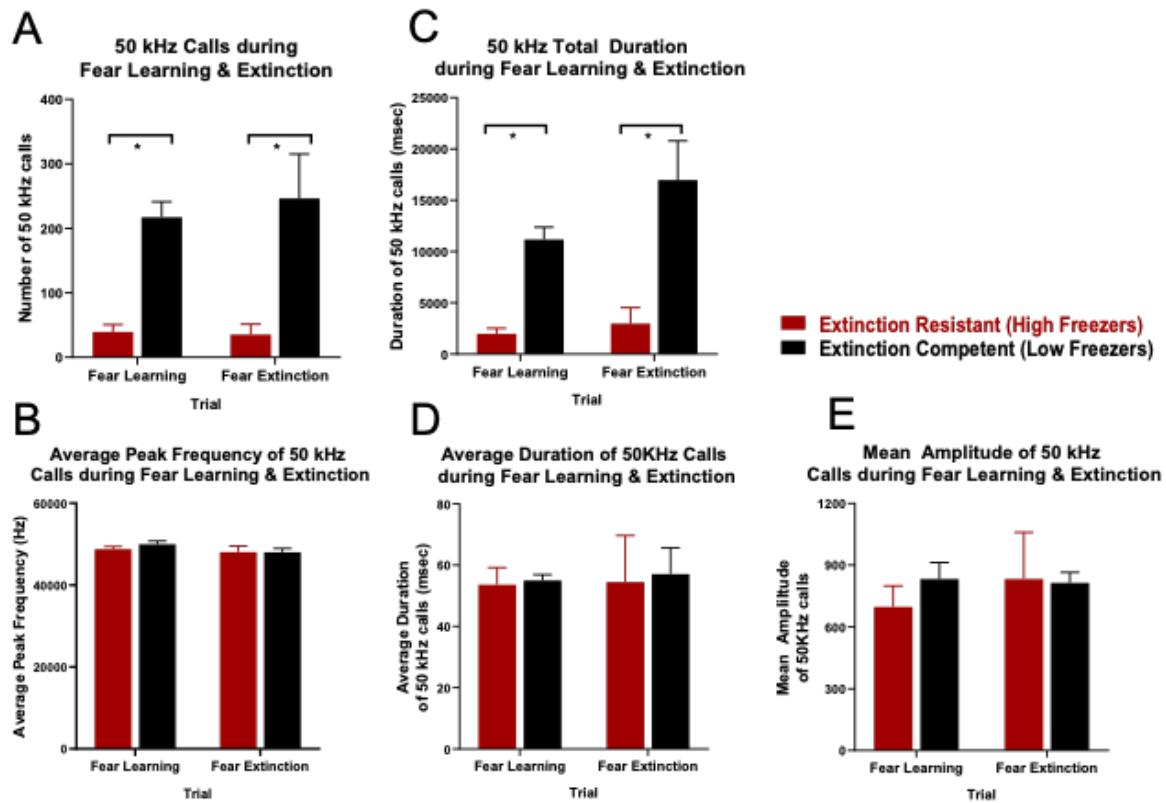 A
50 kHz Calls during
Fear Learning & Extinction
Number of 50 kHz calls
400
300
200
100
0
*
*
Fear Learning
Fear Extinction
Trial
C
50 kHz Total Duration
during Fear Learning & Extinction
Duration of 50 kHz calls (msec)
25000
20000
15000
10000
5000
0
*
*
Fear Learning
Fear Extinction
Trial
Extinction Resistant (High Freezers)
Extinction Competent (Low Freezers)
B
Average Peak Frequency of 50 kHz
Calls during Fear Learning & Extinction
Average Peak Frequency (Hz)
60000
40000
20000
0
Fear Learning
Fear Extinction
Trial
D
Average Duration of 50KHz Calls
during Fear Learning & Extinction
Average Duration
of 50 kHz calls (msec)
80
60
40
20
0
Fear Learning
Fear Extinction
Trial
E
Mean Amplitude of 50 kHz
Calls during Fear Learning & Extinction
Mean Ampliitude
of 50KHz calls
1200
900
600
300
0
Fear Learning
Fear Extinction
Trial